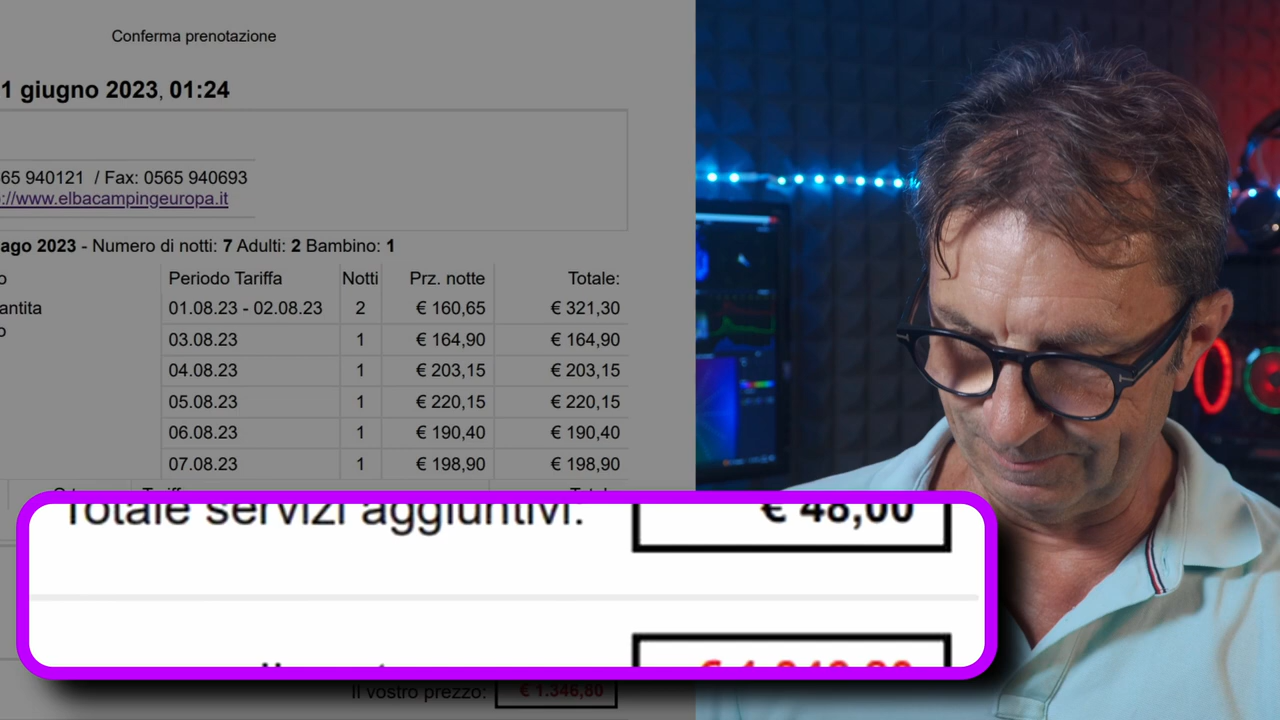 Conferma prenotazione
1 giugno 2023, 01:24
65 940121 / Fax: 0565 940693
://www.elbacampingeuropa.it
ago 2023 - Numero di notti: 7 Adulti: 2 Bambino: 1
o Periodo Tariffa Notti Prz. notte Totale:
antita 01.08.23 - 02.08.23 2 € 160,65 € 321,30
o
03.08.23 1 € 164,90 € 164,90
04.08.23 1 € 203,15 € 203,15
05.08.23 1 € 220,15 € 220,15
06.08.23 1 € 190,40 € 190,40
07.08.23 1 € 198,90 € 198,90
Totale servizi aggiuntivi: € 48,00
Il vostro prezzo: € 1.346,80